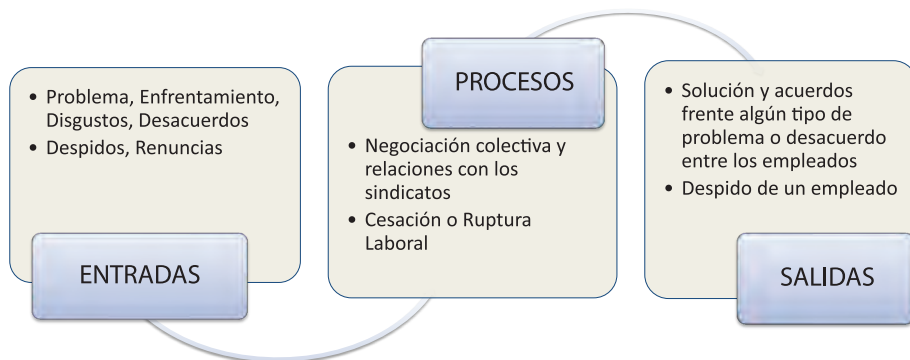 • Problema, Enfrentamiento,
Disgustos, Desacuerdos
• Despidos, Renuncias
ENTRADAS
PROCESOS
• Negociación colectiva y
relaciones con los
sindicatos
• Cesación o Ruptura
Laboral
• Solución y acuerdos
frente algún tipo de
problema o desacuerdo
entre los empleados
• Despido de un empleado
SALIDAS